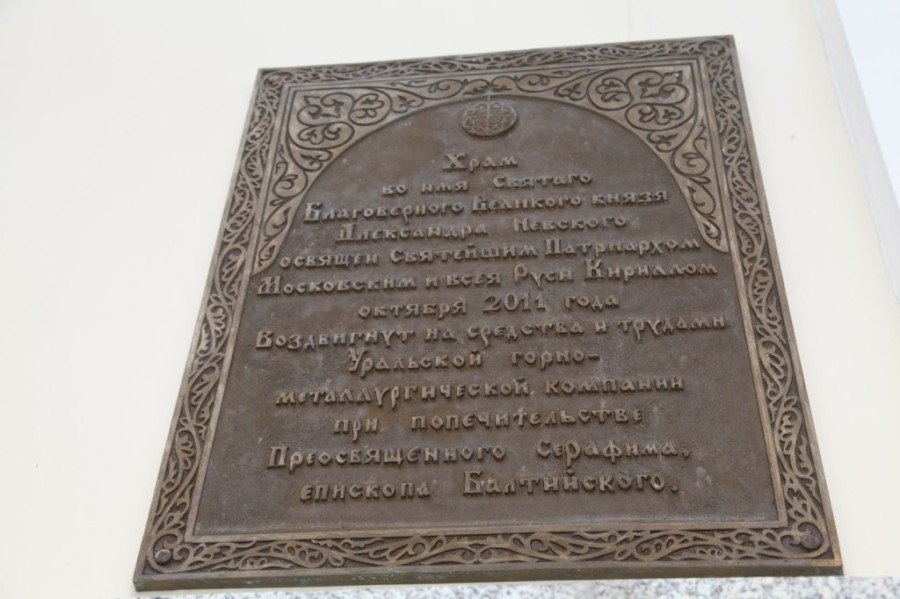 Храм
во имя Святаго
Благоверного Великого князя
Александра Невского
освящен Святейшим Патриархом
Московским и всея Руси Кириллом
октября 2011 года
Воздвигнут на средства и трудами
Уральской горно-
металлургической компании
при попечительстве
Преосвященного Серафима,
епископа Балтийского.